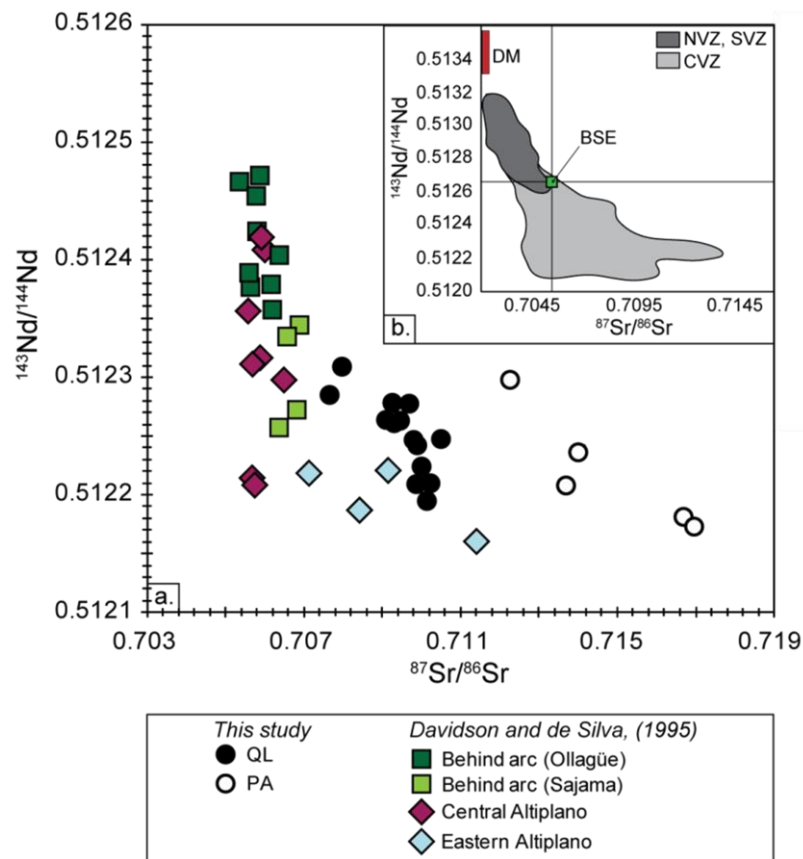 0.5126
0.5125
0.5124
0.5123
0.5122
0.5121
¹⁴³Nd/¹⁴⁴Nd
0.703
0.707
0.711
0.715
0.719
⁸⁷Sr/⁸⁶Sr
a.
0.5134
0.5132
0.5130
0.5128
0.5126
0.5124
0.5122
0.5120
¹⁴³Nd/¹⁴⁴Nd
DM
NVZ, SVZ
CVZ
BSE
b.
0.7045
0.7095
0.7145
⁸⁷Sr/⁸⁶Sr
This study
QL
PA
Davidson and de Silva, (1995)
Behind arc (Ollagüe)
Behind arc (Sajama)
Central Altiplano
Eastern Altiplano